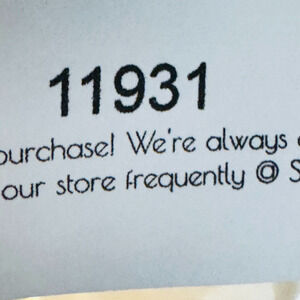 11931
purchase! We're always
our store frequently @ S